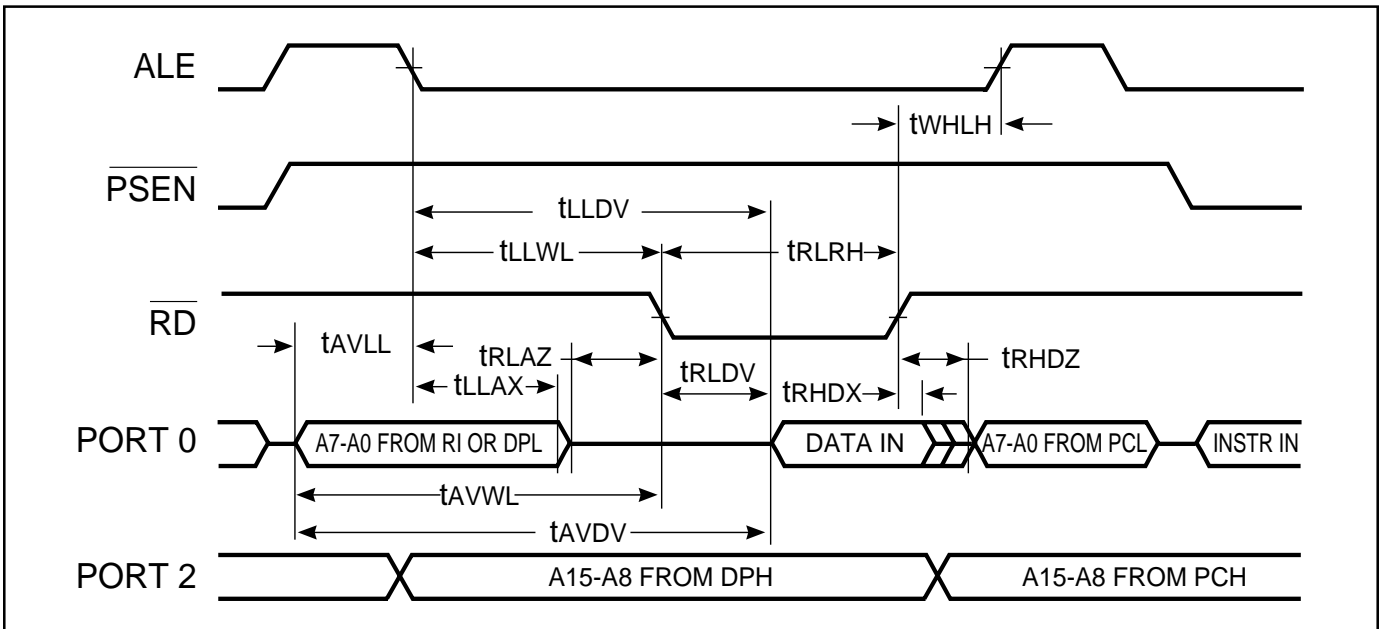 ALE
tWHLH
PSEN
tLLDV
tLLWL
tRLRH
RD
tAVLL
tRLAZ
tRLDV
tRHDZ
tLLAX
tRHDX
PORT 0
A7-A0 FROM RI OR DPL
DATA IN
A7-A0 FROM PCL
INSTR IN
tAVWL
tAVDV
PORT 2
A15-A8 FROM DPH
A15-A8 FROM PCH